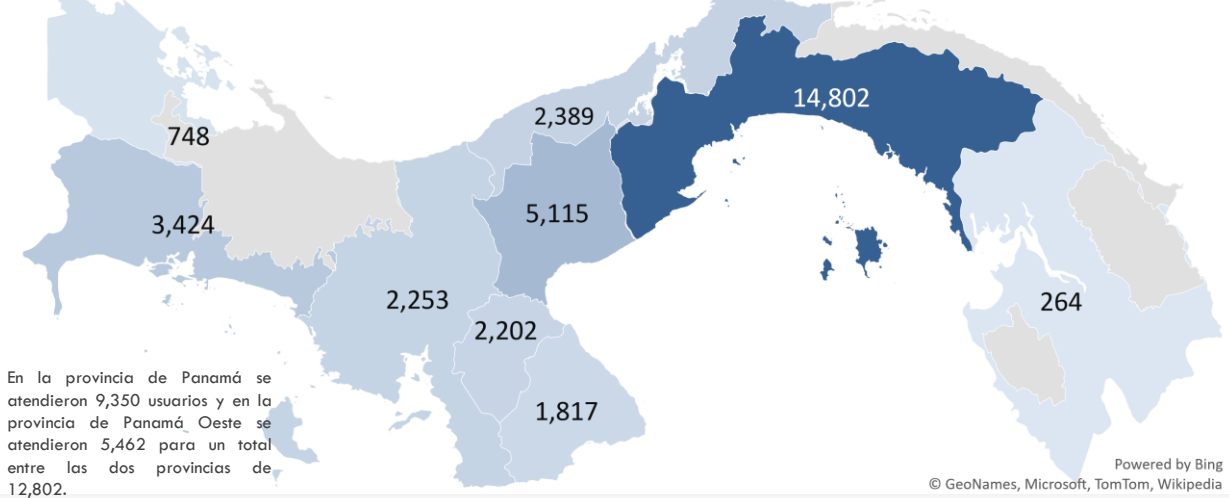 14,802
2,389
748
5,115
3,424
264
2,253
2,202
1,817
En la provincia de Panamá se
atendieron 9,350 usuarios y en la
provincia de Panamá Oeste se
atendieron 5,462 para un total
entre las dos provincias de
12,802.
Powered by Bing
© GeoNames, Microsoft, TomTom, Wikipedia